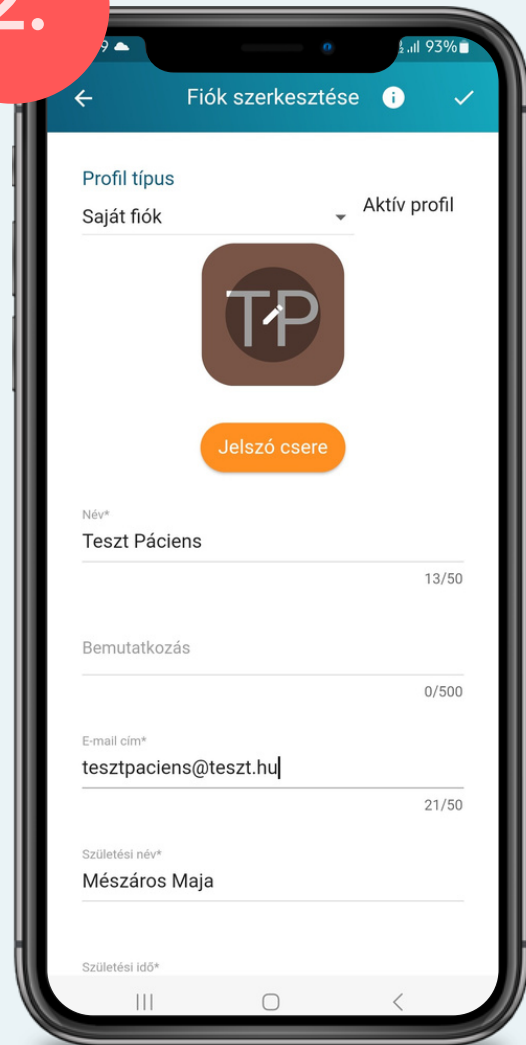 2.
9
93%
Fiók szerkesztése i
Profil típus
Saját fiók
Aktív profil
TP
Jelszó csere
Név*
Teszt Páciens
13/50
Bemutatkozás
0/500
E-mail cím*
tesztpaciens@teszt.hu
21/50
Születési név*
Mészáros Maja
Születési idő*